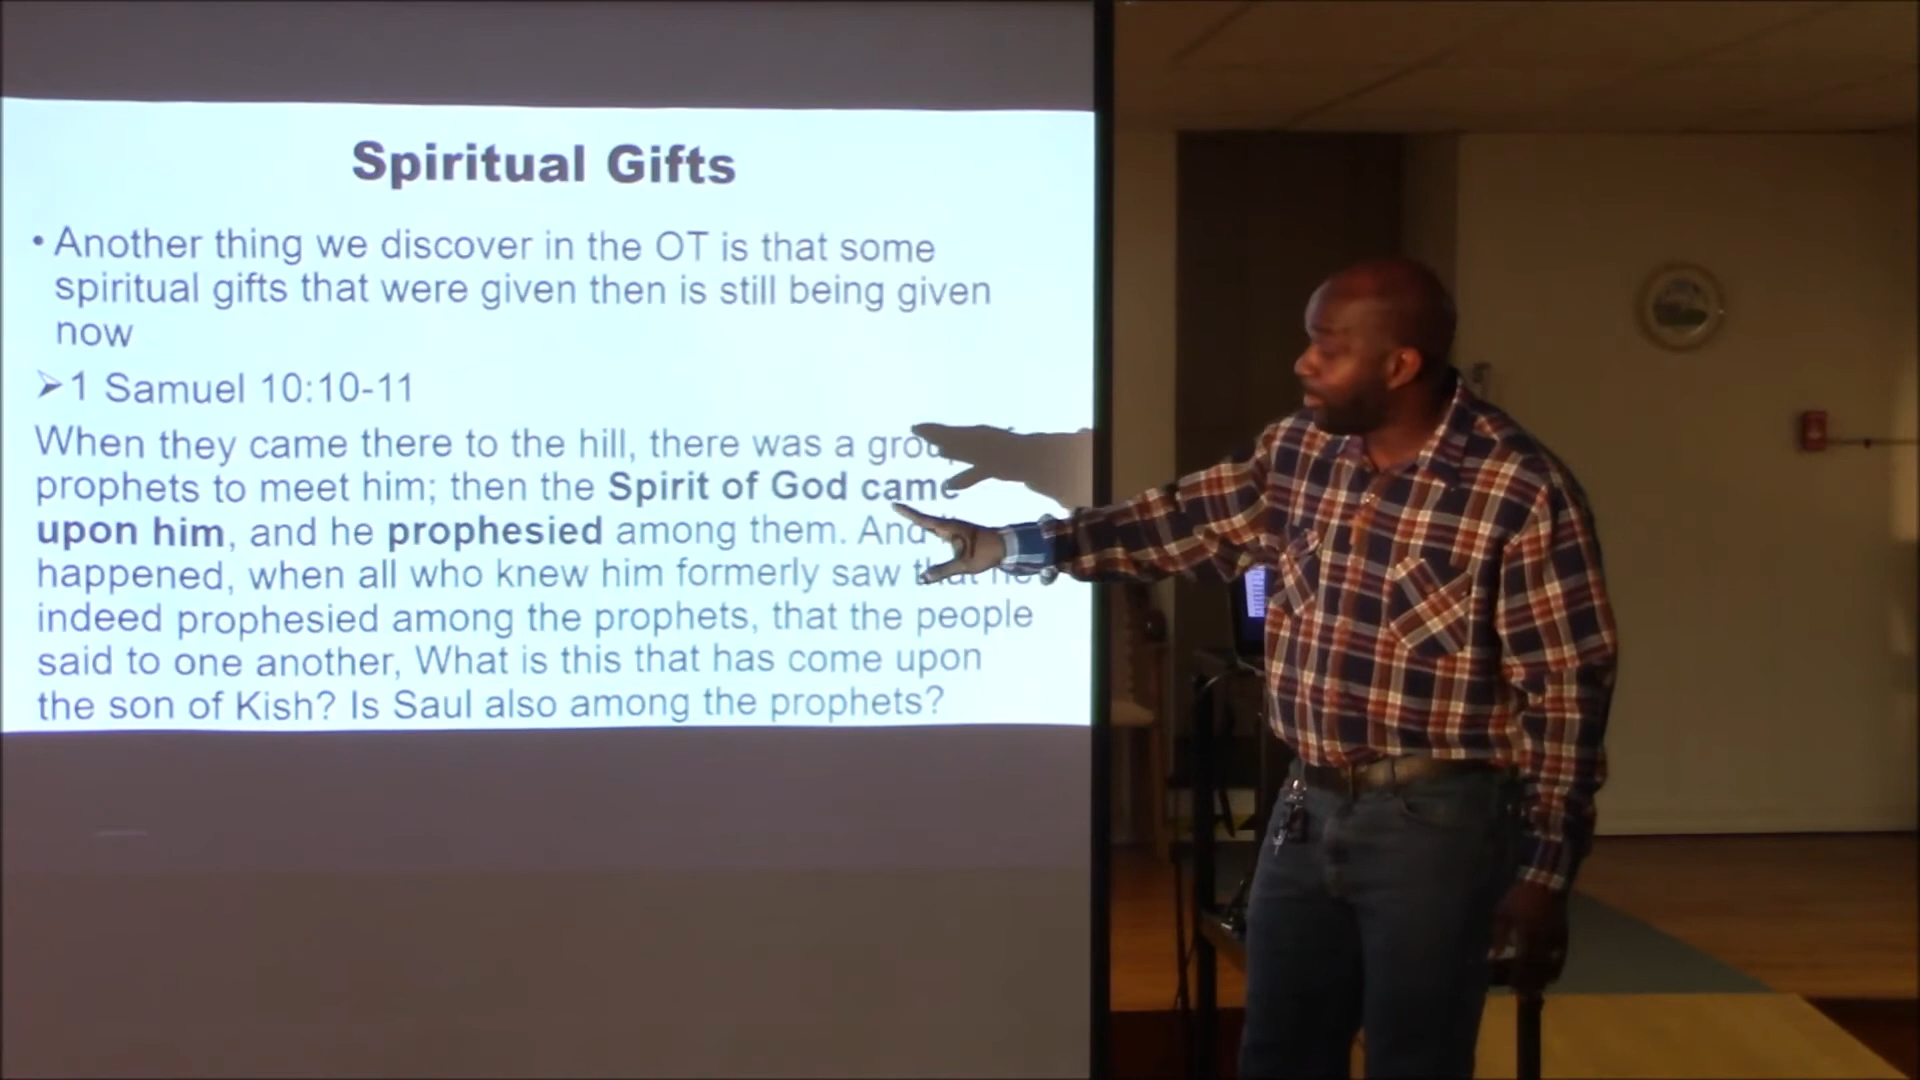 Spiritual Gifts
• Another thing we discover in the OT is that some
spiritual gifts that were given then is still being given
now
➢1 Samuel 10:10-11
When they came there to the hill, there was a
prophets to meet him; then the Spirit of God came
upon him, and he prophesied among them. And
happened, when all who knew him formerly saw that he
indeed prophesied among the prophets, that the people
said to one another, What is this that has come upon
the son of Kish? Is Saul also among the prophets?